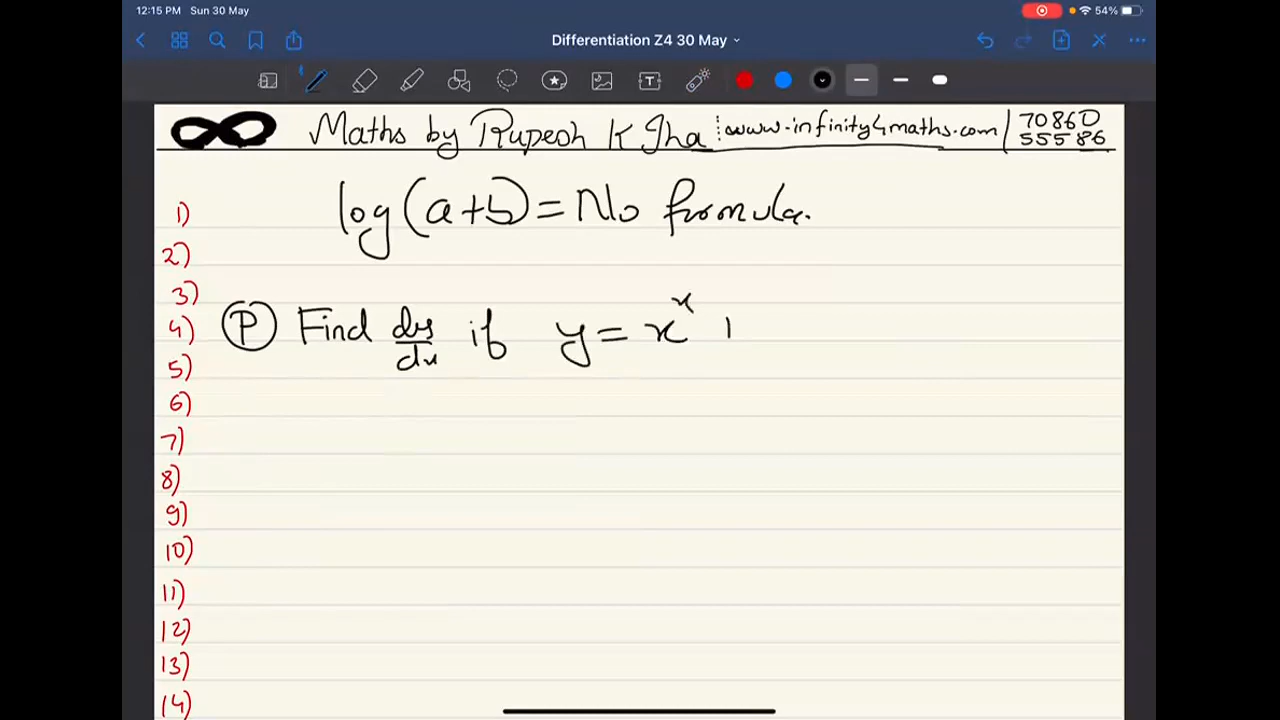 12:15 PM Sun 30 May 54%
Differentiation Z4 30 May
Maths by Rupesh K Jha www.infinity4maths.com 70860 55586
1) log(a+b) = No fromula.
2)
3)
4) P Find dy/dx if y = x^x
5)
6)
7)
8)
9)
10)
11)
12)
13)
14)